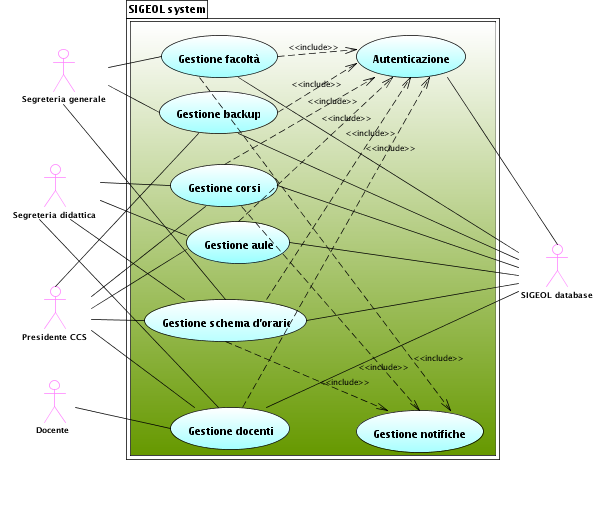 SIGEOL system
Gestione facoltà
<<include>>
Autenticazione
Segreteria generale
<<include>>
Gestione backup
<<include>>
<<include>>
<<include>>
<<include>>
Gestione corsi
Segreteria didattica
Gestione aule
SIGEOL database
Gestione schema d'orario
Presidente CCS
<<include>>
<<include>>
<<include>>
Docente
Gestione docenti
Gestione notifiche